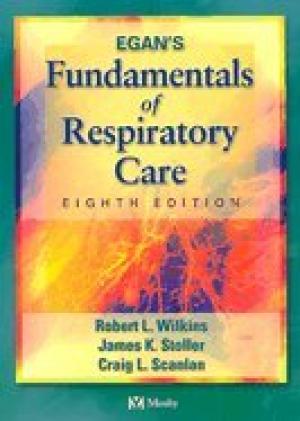 EGAN'S
Fundamentals
of
Respiratory
Care
EIGHTH EDITION
Robert L. Wilkins
James K. Stoller
Craig L. Scanlan
Mosby